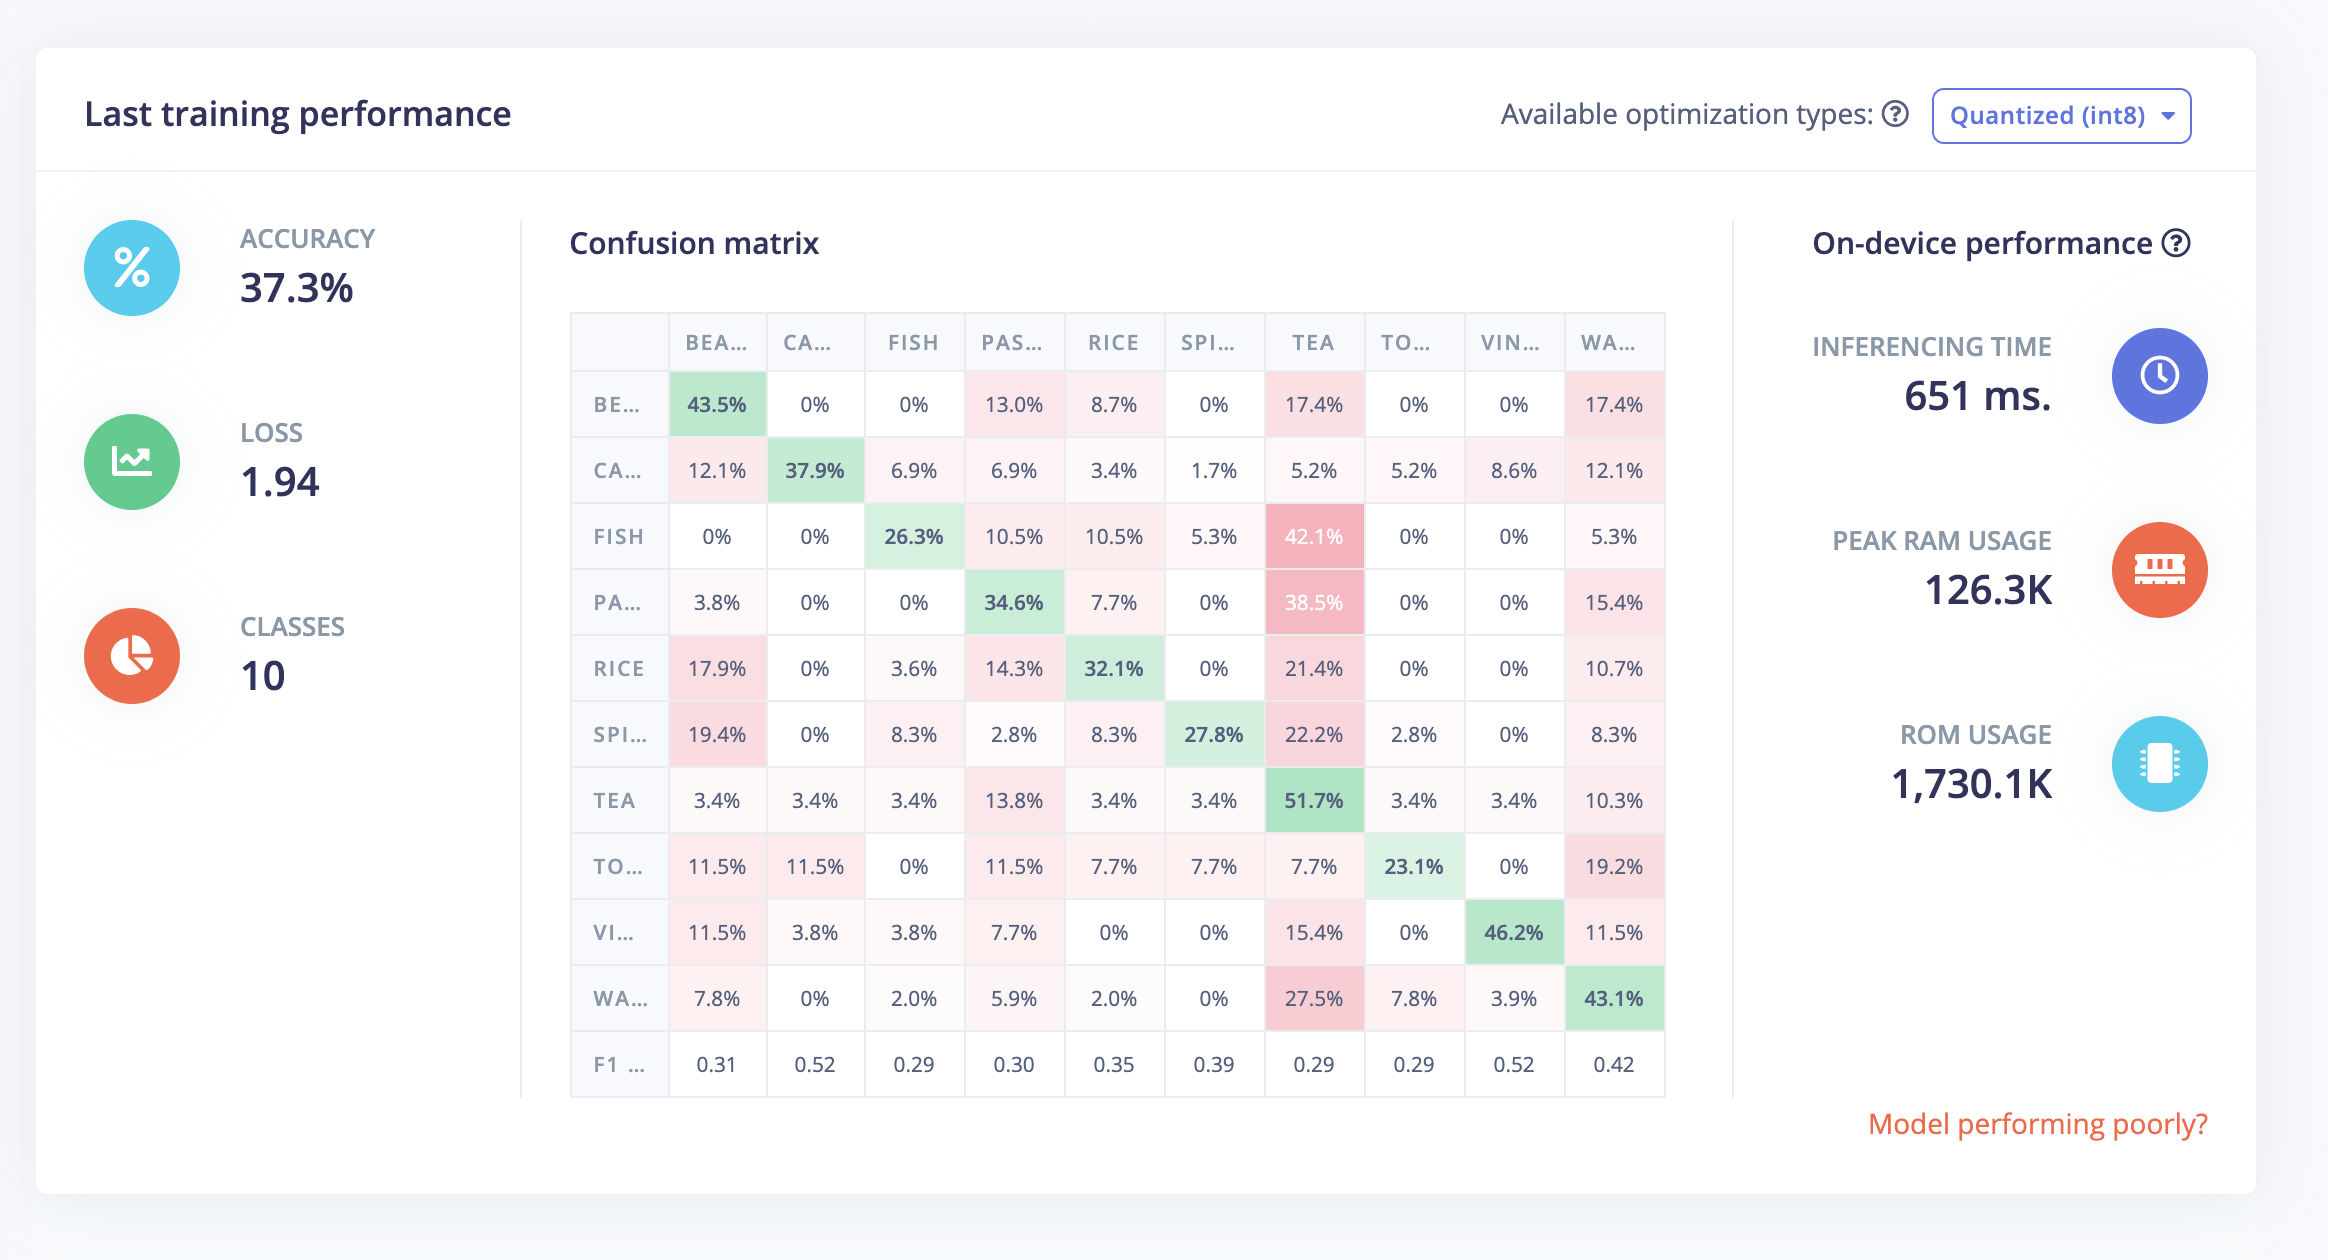 Last training performance
Available optimization types: Quantized (int8)
ACCURACY
37.3%
LOSS
1.94
CLASSES
10
Confusion matrix
BEA... CA... FISH PAS... RICE SPI... TEA TO... VIN... WA...
BE... 43.5% 0% 0% 13.0% 8.7% 0% 17.4% 0% 0% 17.4%
CA... 12.1% 37.9% 6.9% 6.9% 3.4% 1.7% 5.2% 5.2% 8.6% 12.1%
FISH 0% 0% 26.3% 10.5% 10.5% 5.3% 42.1% 0% 0% 5.3%
PA... 3.8% 0% 0% 34.6% 7.7% 0% 38.5% 0% 0% 15.4%
RICE 17.9% 0% 3.6% 14.3% 32.1% 0% 21.4% 0% 0% 10.7%
SPI... 19.4% 0% 8.3% 2.8% 8.3% 27.8% 22.2% 2.8% 0% 8.3%
TEA 3.4% 3.4% 3.4% 13.8% 3.4% 3.4% 51.7% 3.4% 3.4% 10.3%
TO... 11.5% 11.5% 0% 11.5% 7.7% 7.7% 7.7% 23.1% 0% 19.2%
VI... 11.5% 3.8% 3.8% 7.7% 0% 0% 15.4% 0% 46.2% 11.5%
WA... 7.8% 0% 2.0% 5.9% 2.0% 0% 27.5% 7.8% 3.9% 43.1%
F1 ... 0.31 0.52 0.29 0.30 0.35 0.39 0.29 0.29 0.52 0.42
On-device performance
INFERENCING TIME
651 ms.
PEAK RAM USAGE
126.3K
ROM USAGE
1,730.1K
Model performing poorly?